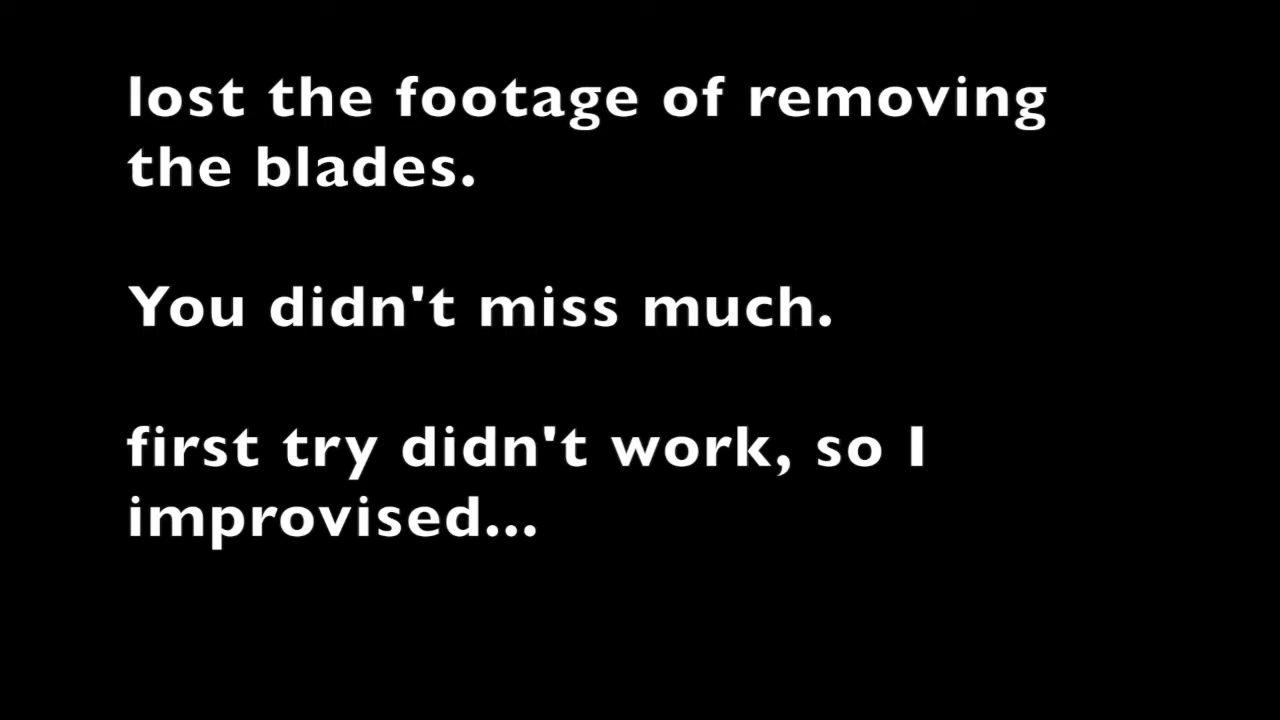 lost the footage of removing
the blades.
You didn't miss much.
first try didn't work, so I
improvised...